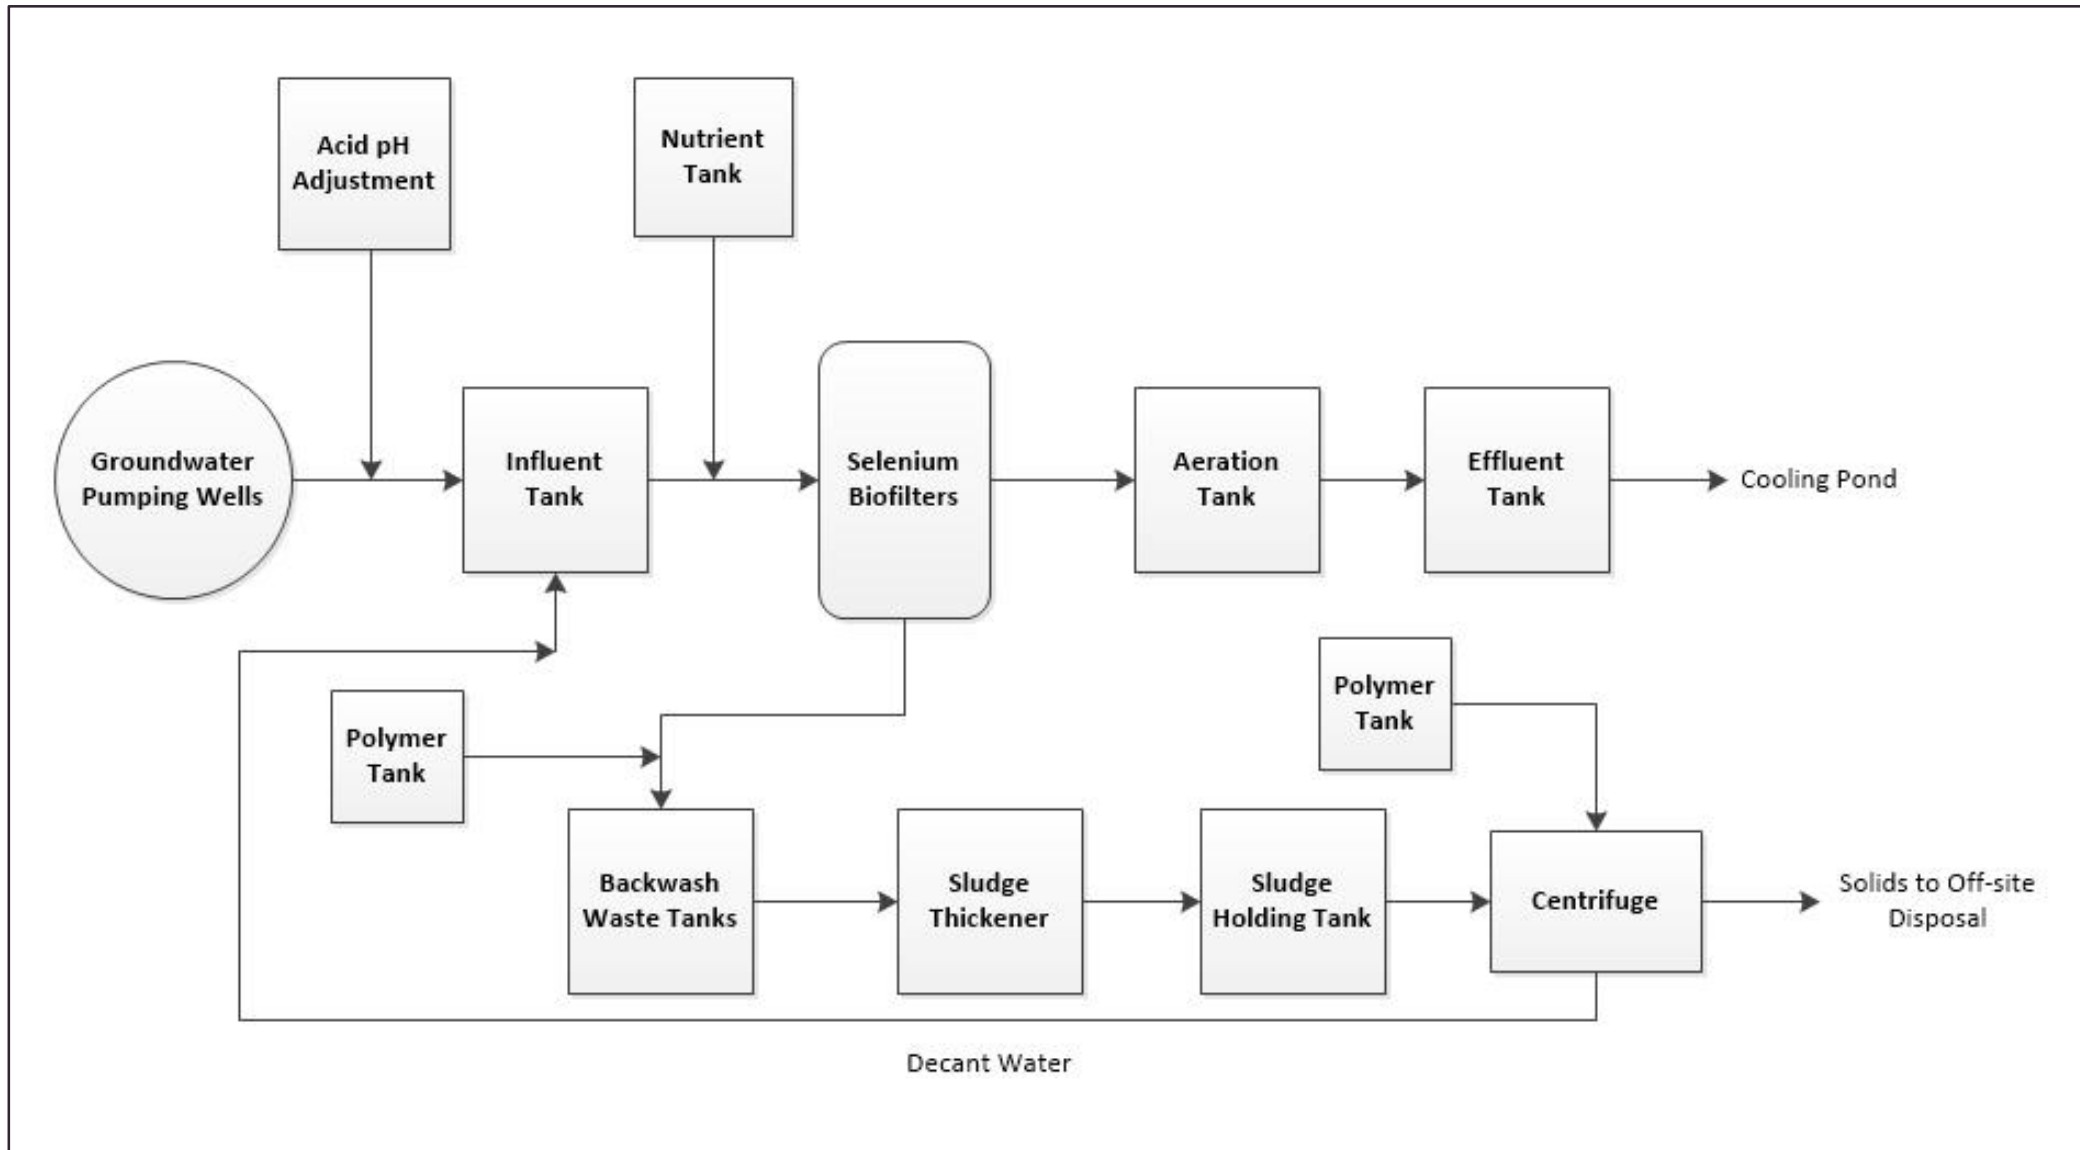 Acid pH
Adjustment
Nutrient
Tank
Groundwater
Pumping Wells
Influent
Tank
Selenium
Biofilters
Aeration
Tank
Effluent
Tank
Cooling Pond
Polymer
Tank
Polymer
Tank
Backwash
Waste Tanks
Sludge
Thickener
Sludge
Holding Tank
Centrifuge
Solids to Off-site
Disposal
Decant Water